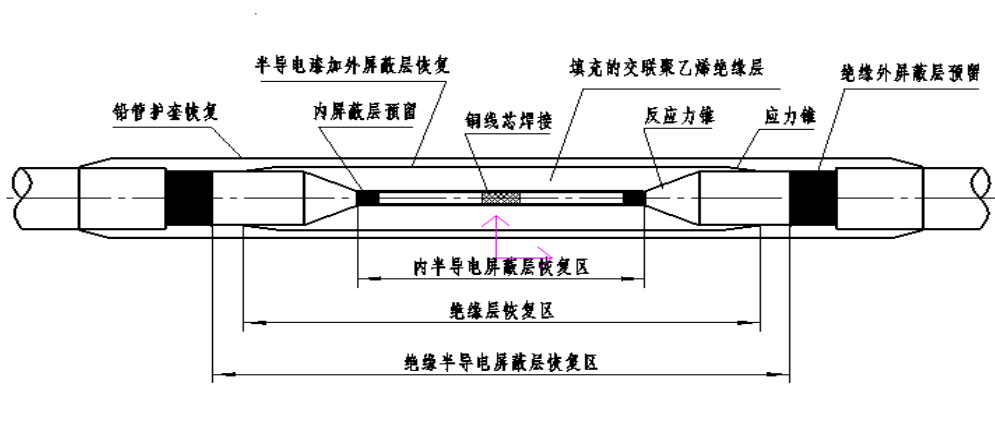 半导电漆加外屏蔽层恢复
填充的交联聚乙烯绝缘层
绝缘外屏蔽层预留
铅管护套恢复
内屏蔽层预留
铜线芯焊接
反应力锥
应力锥
内半导电屏蔽层恢复区
绝缘层恢复区
绝缘半导电屏蔽层恢复区